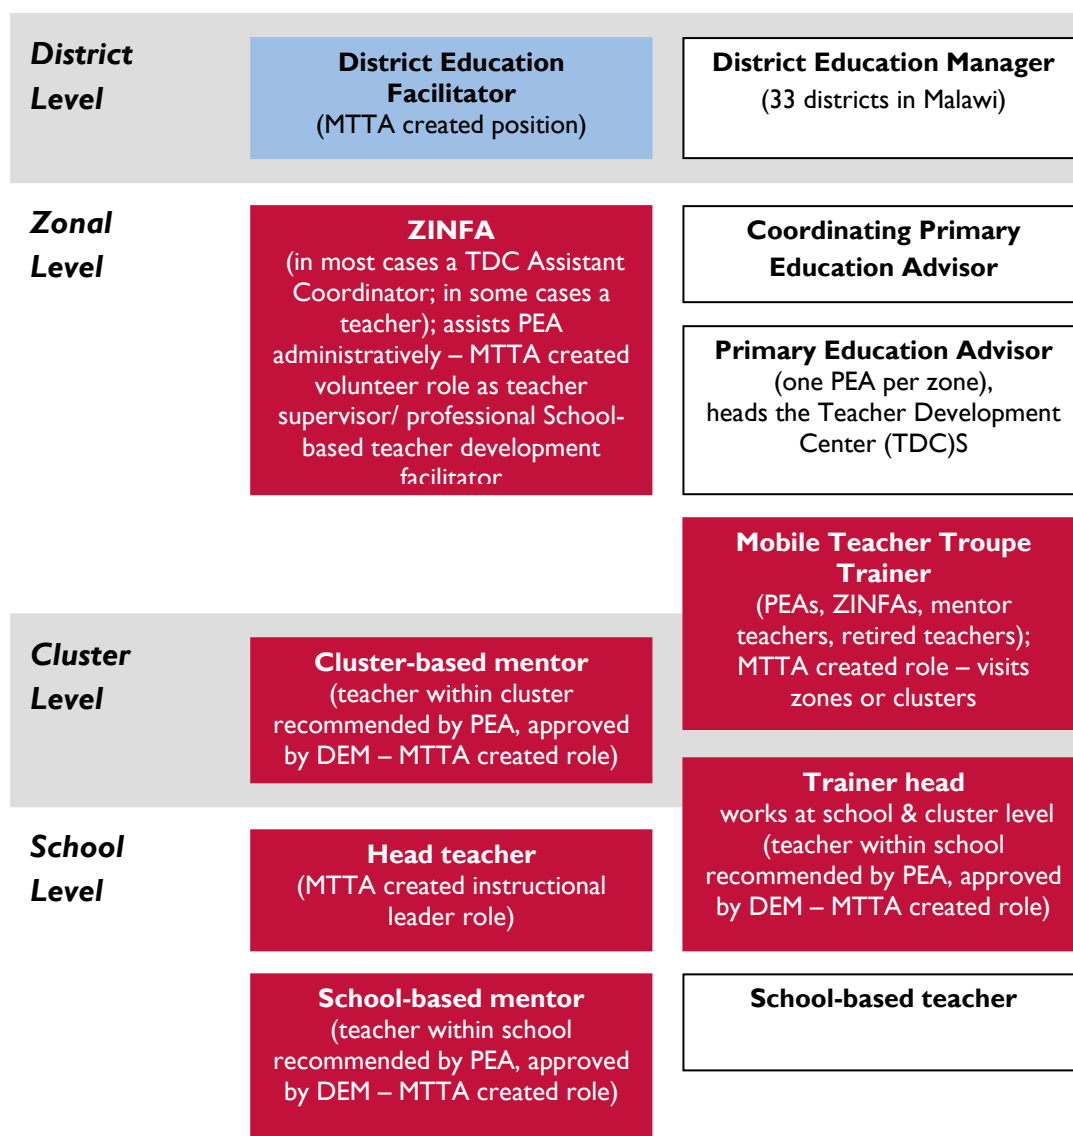 District
Level
District Education
Facilitator
(MTTA created position)
District Education Manager
(33 districts in Malawi)
Zonal
Level
ZINFA
(in most cases a TDC Assistant
Coordinator; in some cases a
teacher); assists PEA
administratively – MTTA created
volunteer role as teacher
supervisor/ professional School-
based teacher development
facilitator
Coordinating Primary
Education Advisor
Primary Education Advisor
(one PEA per zone),
heads the Teacher Development
Center (TDC)S
Mobile Teacher Troupe
Trainer
(PEAs, ZINFAs, mentor
teachers, retired teachers);
MTTA created role – visits
zones or clusters
Cluster
Level
Cluster-based mentor
(teacher within cluster
recommended by PEA, approved
by DEM – MTTA created role)
Trainer head
works at school & cluster level
(teacher within school
recommended by PEA, approved
by DEM – MTTA created role)
School
Level
Head teacher
(MTTA created instructional
leader role)
School-based mentor
(teacher within school
recommended by PEA, approved
by DEM – MTTA created role)
School-based teacher